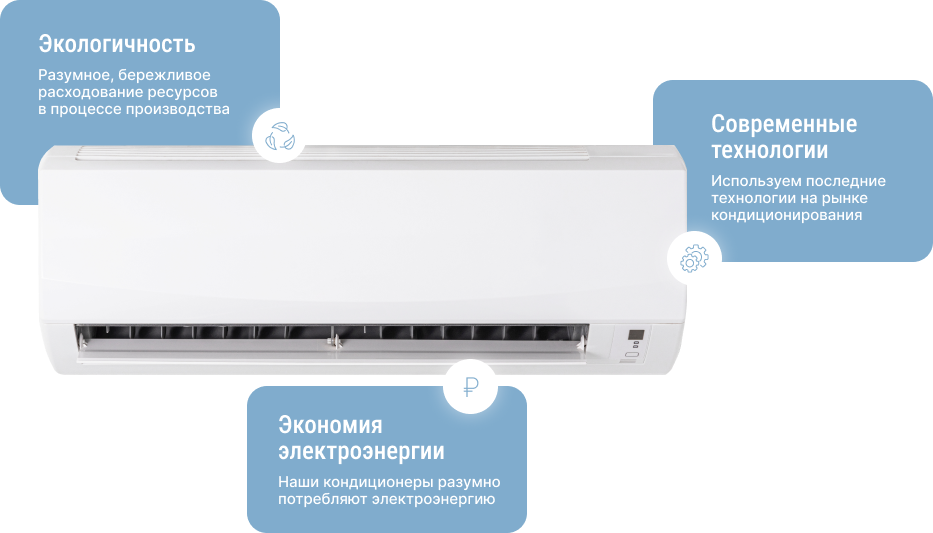 Экологичность
Разумное, бережливое
расходование ресурсов
в процессе производства
Современные
технологии
Используем последние
технологии на рынке
кондиционирования
Экономия
электроэнергии
Наши кондиционеры разумно
потребляют электроэнергию